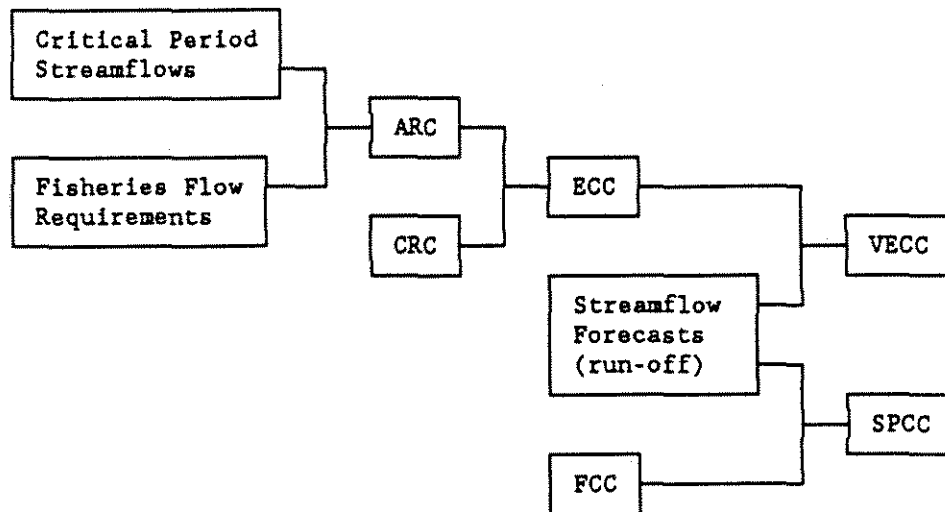 Critical Period
Streamflows
ARC
Fisheries Flow
Requirements
ECC
CRC
VECC
Streamflow
Forecasts
(run-off)
SPCC
FCC